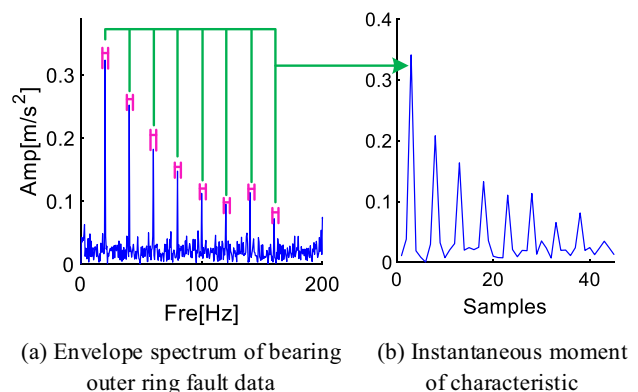 0.4
0.3
0.3
0.2
0.2
0.1
0.1
0
0
0
100
200
0
20
40
Amp[m/s²]
Fre[Hz]
Samples
(a) Envelope spectrum of bearing
outer ring fault data
(b) Instantaneous moment
of characteristic